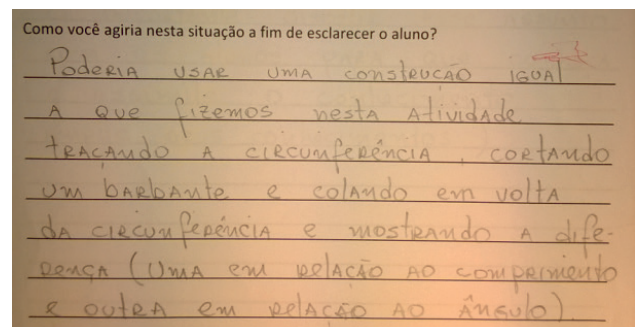 Como você agiria nesta situação a fim de esclarecer o aluno?
PODERIA USAR UMA CONSTRUCÃO IGUAL
A QUE FIZEMOS NESTA ATIVIDADE
TRACANDO A CIRCUNFERÊNCIA, CORTANDO
UM BARBANTE E COLANDO EM VOLTA
DA CIRCUNFERÊNCIA E MOSTRANDO A DIFE-
RENÇA (UMA EM RELAÇÃO AO COMPRIMENTO
E OUTRA EM RELAÇÃO AO ÂNGULO).